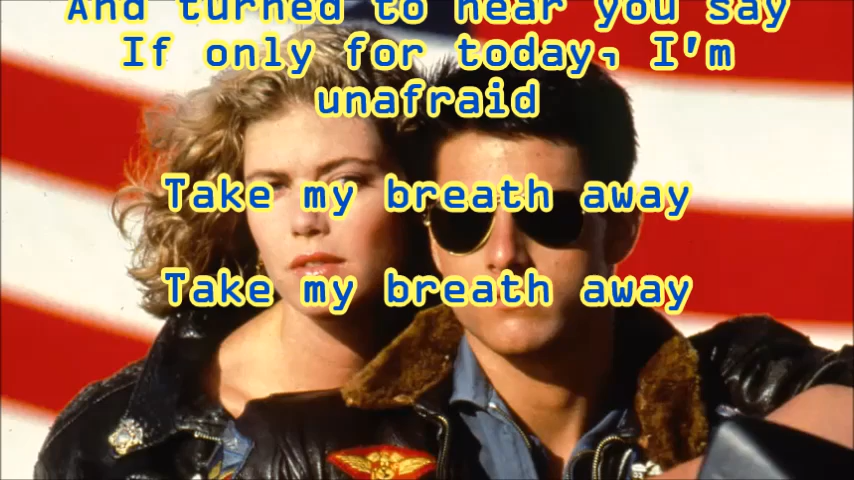 And turned to hear you say
If only for today, I'm
unafraid
Take my breath away
Take my breath away